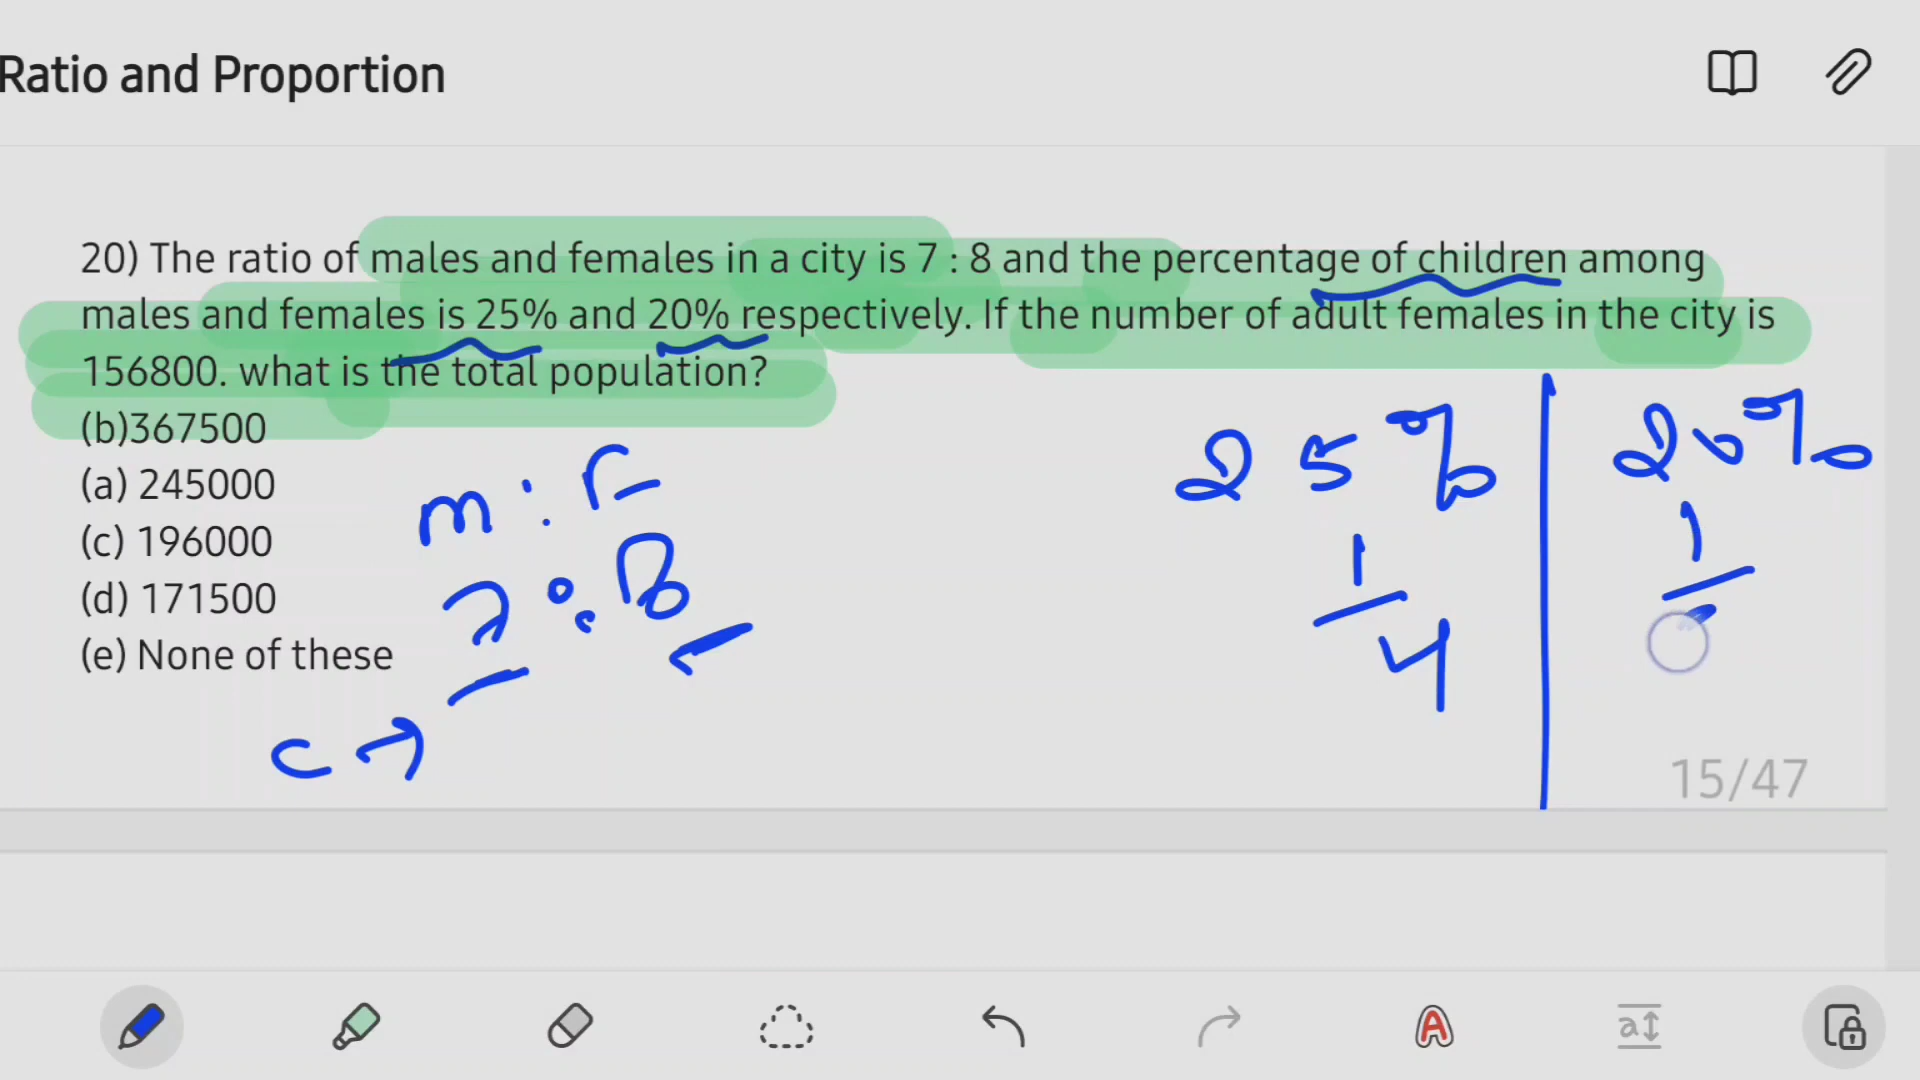 Ratio and Proportion
20) The ratio of males and females in a city is 7 : 8 and the percentage of children among
males and females is 25% and 20% respectively. If the number of adult females in the city is
156800. what is the total population?
(b)367500
(a) 245000
(c) 196000
(d) 171500
(e) None of these
m : F
7 : 8
C →
25%
1
4
20%
1
15/47
A
a